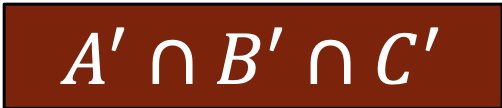 A′ ∩ B′ ∩ C′